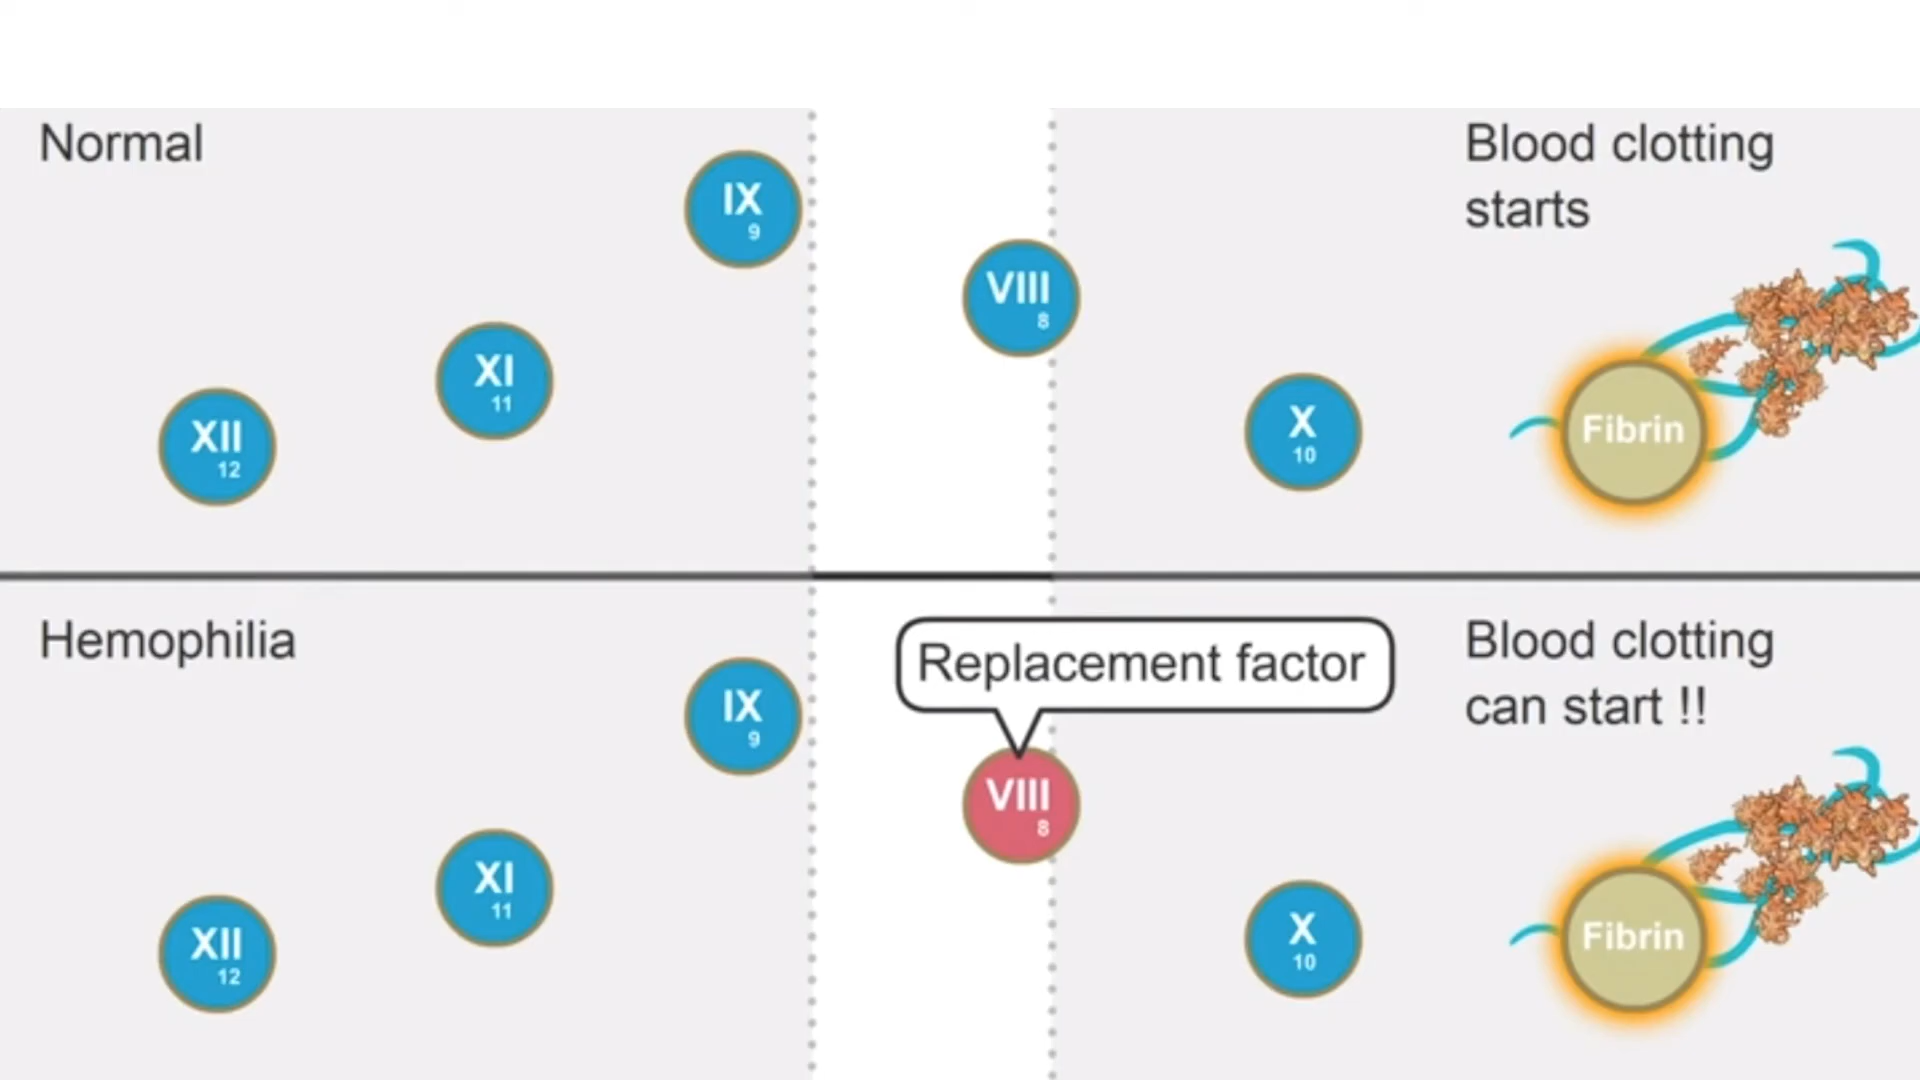 Normal
Blood clotting
starts
IX
9
VIII
8
XI
11
X
10
XII
12
Fibrin
Hemophilia
Replacement factor
Blood clotting
can start !!
IX
9
VIII
8
XI
11
X
10
XII
12
Fibrin